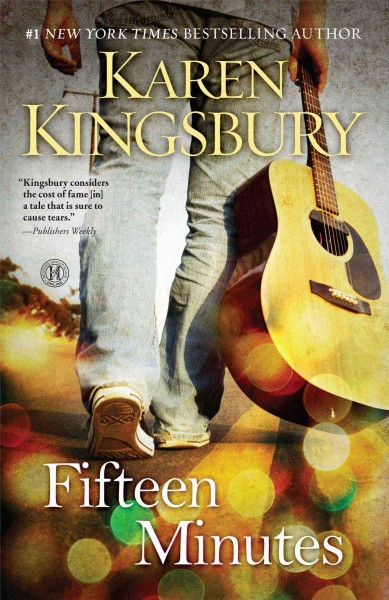 #1 NEW YORK TIMES BESTSELLING AUTHOR
KAREN
KINGSBURY
“Kingsbury considers
the cost of fame [in]
a tale that is sure to
cause tears.”
—Publishers Weekly
Fifteen
Minutes